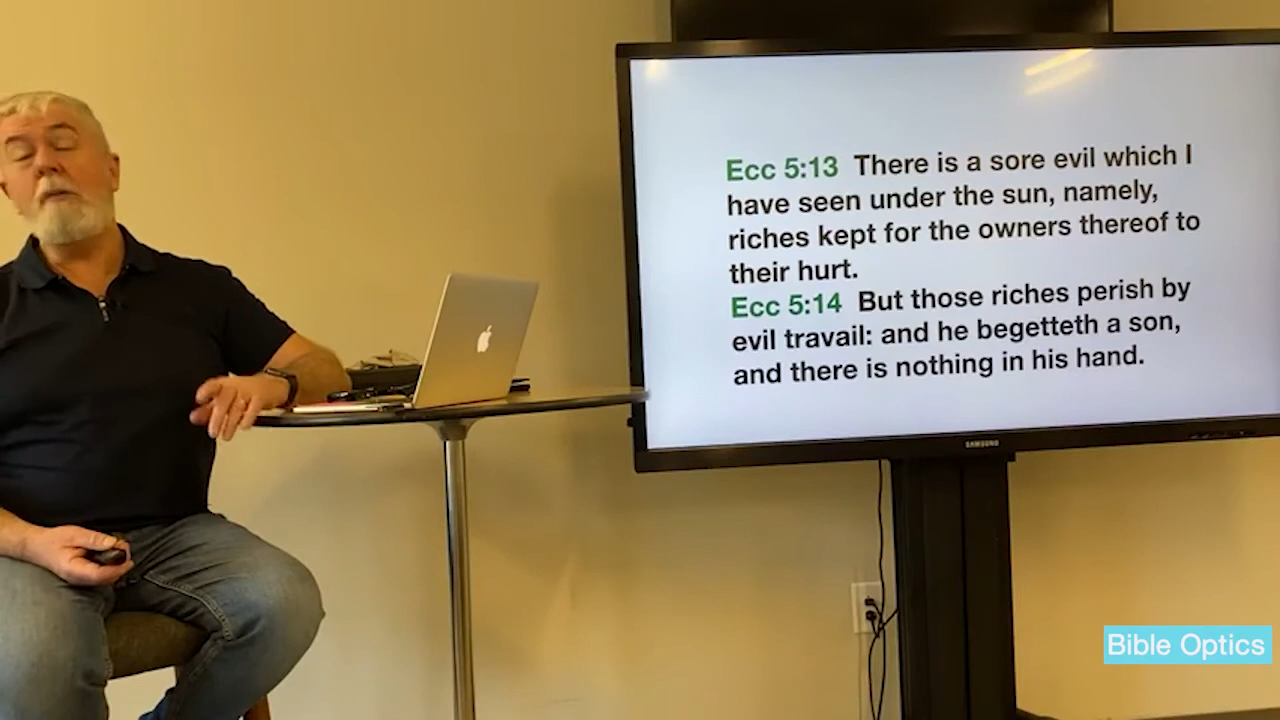 Ecc 5:13 There is a sore evil which I
have seen under the sun, namely,
riches kept for the owners thereof to
their hurt.
Ecc 5:14 But those riches perish by
evil travail: and he begetteth a son,
and there is nothing in his hand.
SAMSUNG
Bible Optics